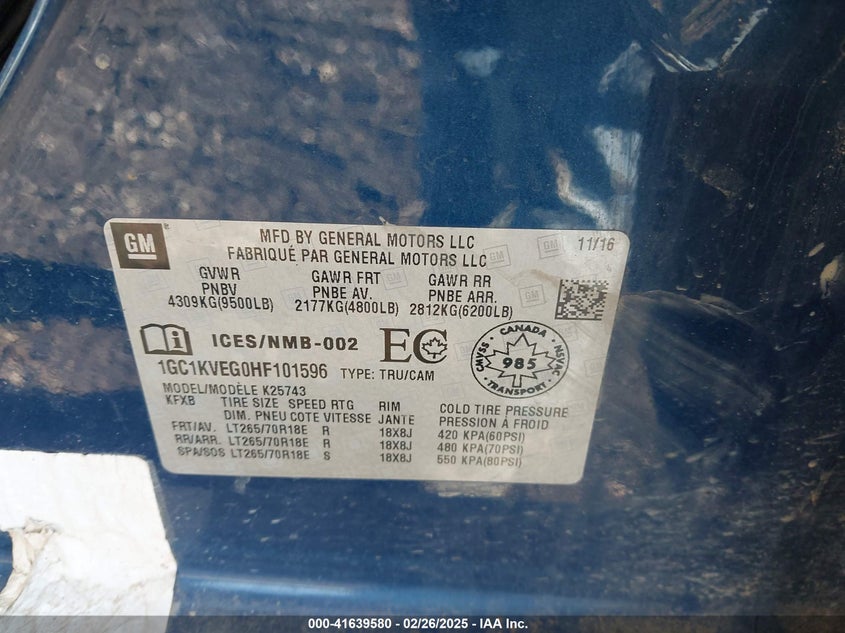 GM
MFD BY GENERAL MOTORS LLC
11/16
FABRIQUÉ PAR GENERAL MOTORS LLC
GVWR GAWR FRT GAWR RR
PNBV PNBE AV. PNBE ARR.
4309KG(9500LB) 2177KG(4800LB) 2812KG(6200LB)
ICES/NMB-002
EC
CANADA
CMVSS 985 NSVAC
TRANSPORT
1GC1KVEG0HF101596 TYPE: TRU/CAM
MODEL/MODÈLE K25743
KFXB TIRE SIZE SPEED RTG RIM COLD TIRE PRESSURE
DIM. PNEU COTE VITESSE JANTE PRESSION À FROID
FRT/AV. LT265/70R18E R 18X8J 420 KPA(60PSI)
RR/ARR. LT265/70R18E R 18X8J 480 KPA(70PSI)
SPA/SOS LT265/70R18E S 18X8J 550 KPA(80PSI)
000-41639580 - 02/26/2025 - IAA Inc.